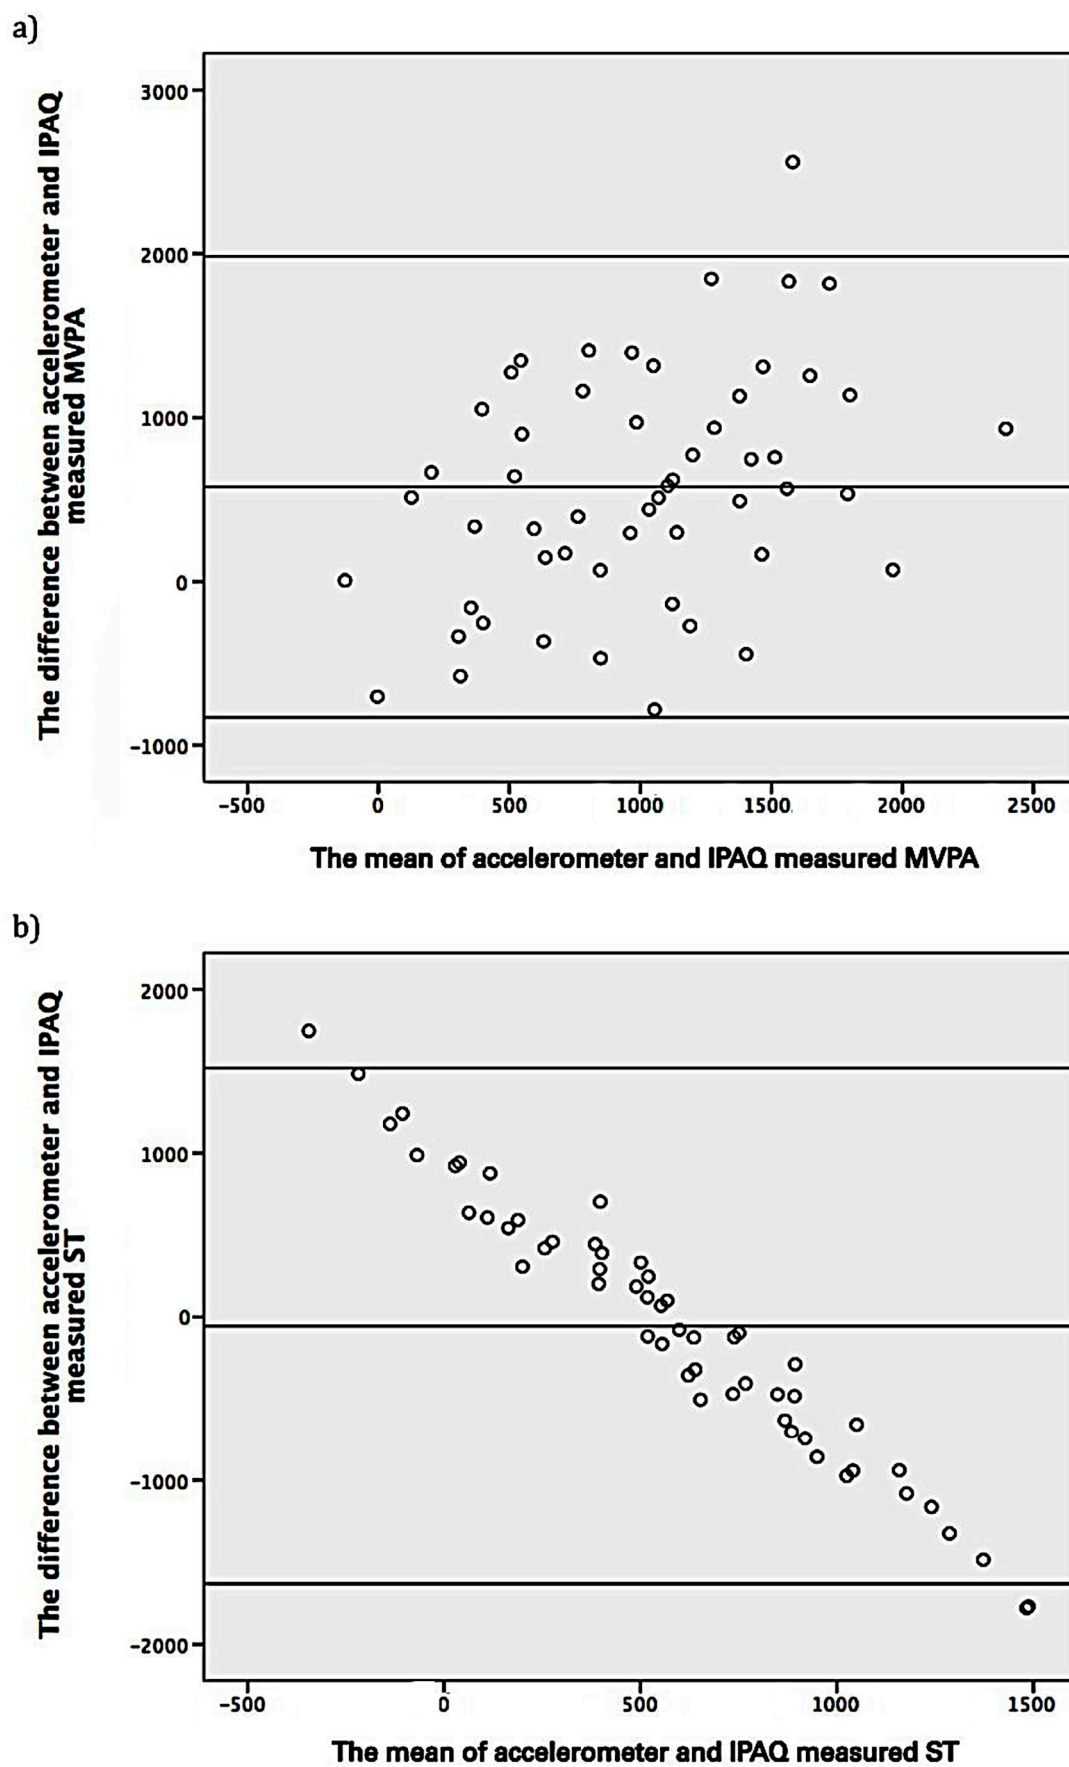 a)
The difference between accelerometer and IPAQ
measured MVPA
3000
2000
1000
0
-1000
-500
0
500
1000
1500
2000
2500
The mean of accelerometer and IPAQ measured MVPA
b)
The difference between accelerometer and IPAQ
measured ST
2000
1000
0
-1000
-2000
-500
0
500
1000
1500
The mean of accelerometer and IPAQ measured ST